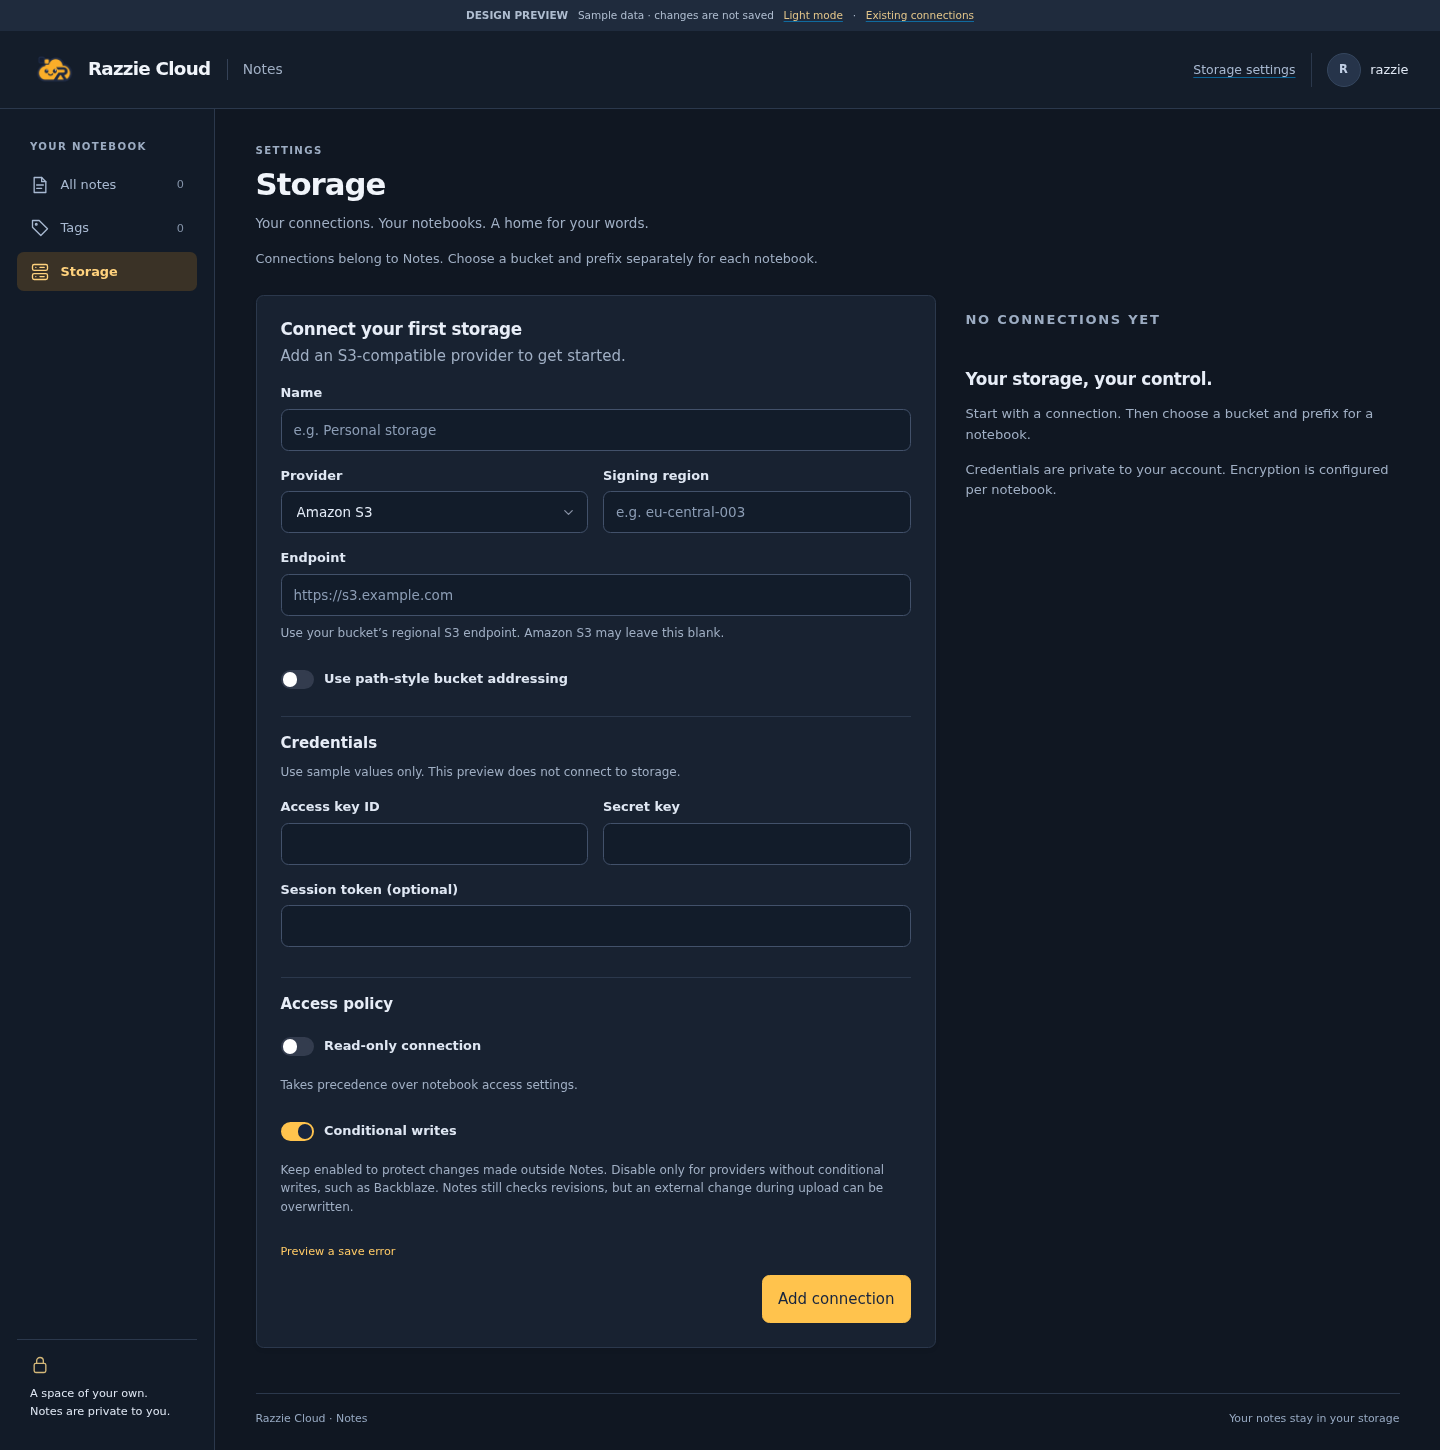 DESIGN PREVIEW Sample data · changes are not saved Light mode · Existing connections
Razzie Cloud Notes
Storage settings R razzie
YOUR NOTEBOOK
All notes 0
Tags 0
Storage
SETTINGS
Storage
Your connections. Your notebooks. A home for your words.
Connections belong to Notes. Choose a bucket and prefix separately for each notebook.
Connect your first storage
Add an S3-compatible provider to get started.
Name
e.g. Personal storage
Provider Signing region
Amazon S3 e.g. eu-central-003
Endpoint
https://s3.example.com
Use your bucket’s regional S3 endpoint. Amazon S3 may leave this blank.
Use path-style bucket addressing
Credentials
Use sample values only. This preview does not connect to storage.
Access key ID Secret key
Session token (optional)
Access policy
Read-only connection
Takes precedence over notebook access settings.
Conditional writes
Keep enabled to protect changes made outside Notes. Disable only for providers without conditional
writes, such as Backblaze. Notes still checks revisions, but an external change during upload can be
overwritten.
Preview a save error
Add connection
NO CONNECTIONS YET
Your storage, your control.
Start with a connection. Then choose a bucket and prefix for a
notebook.
Credentials are private to your account. Encryption is configured
per notebook.
A space of your own.
Notes are private to you.
Razzie Cloud · Notes
Your notes stay in your storage